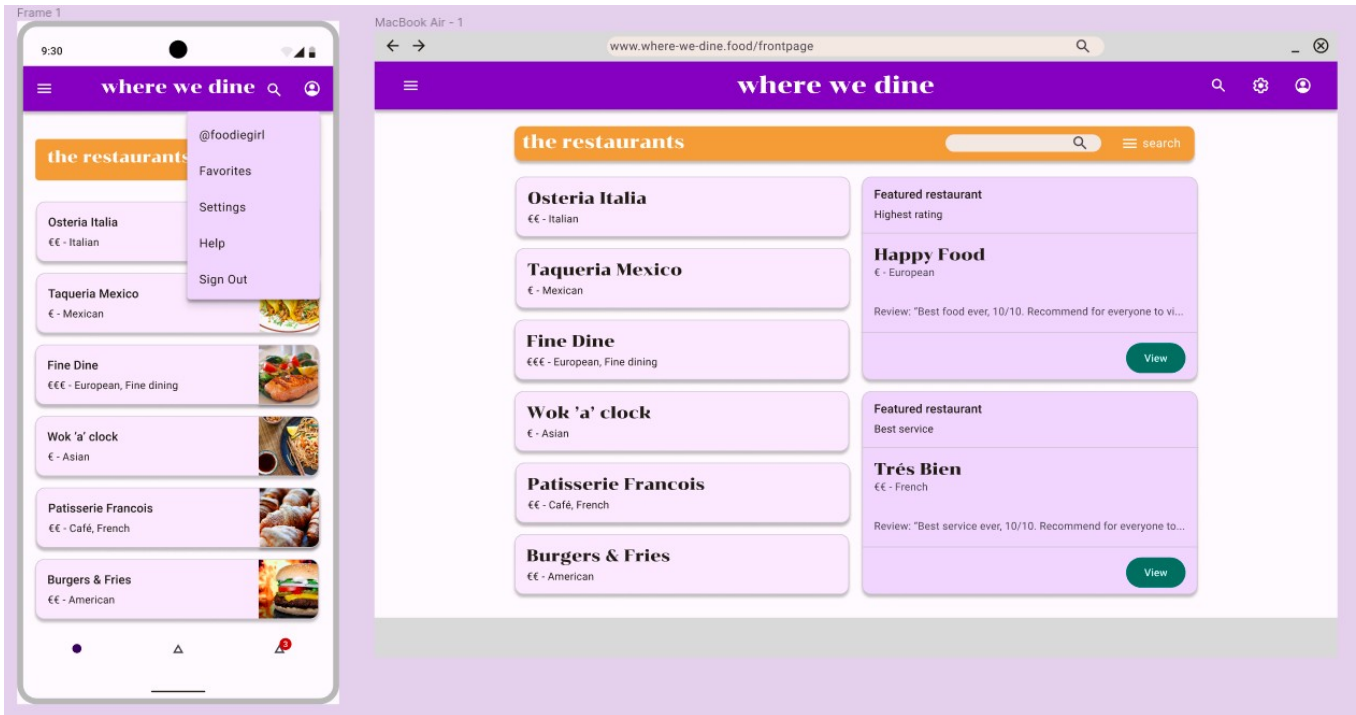 Frame 1
9:30
where we dine
@foodiegirl
Favorites
Settings
Help
Sign Out
the restaurants
Osteria Italia
€€ - Italian
Taqueria Mexico
€ - Mexican
Fine Dine
€€€ - European, Fine dining
Wok 'a' clock
€ - Asian
Patisserie Francois
€€ - Café, French
Burgers & Fries
€€ - American
3
MacBook Air - 1
www.where-we-dine.food/frontpage
where we dine
the restaurants
search
Osteria Italia
€€ - Italian
Taqueria Mexico
€ - Mexican
Fine Dine
€€€ - European, Fine dining
Wok 'a' clock
€ - Asian
Patisserie Francois
€€ - Café, French
Burgers & Fries
€€ - American
Featured restaurant
Highest rating
Happy Food
€ - European
Review: "Best food ever, 10/10. Recommend for everyone to vi...
View
Featured restaurant
Best service
Trés Bien
€€ - French
Review: "Best service ever, 10/10. Recommend for everyone to...
View